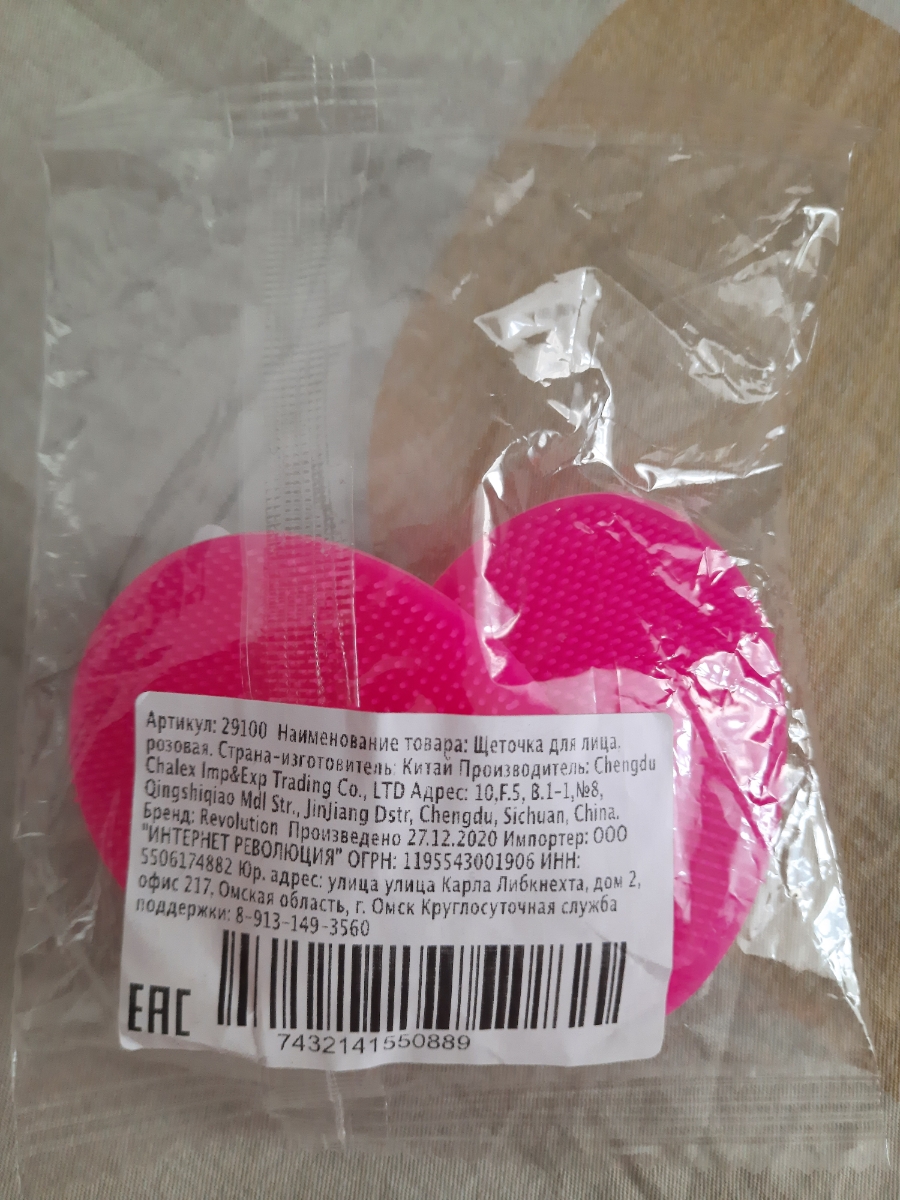 Артикул: 29100 Наименование товара: Щеточка для лица,
розовая. Страна-изготовитель: Китай Производитель: Chengdu
Chalex Imp&Exp Trading Co., LTD Адрес: 10,F.5, B.1-1,№8,
Qingshiqiao Mdl Str., JinJiang Dstr, Chengdu, Sichuan, China.
Бренд: Revolution Произведено 27.12.2020 Импортер: ООО
"ИНТЕРНЕТ РЕВОЛЮЦИЯ" ОГРН: 1195543001906 ИНН:
5506174882 Юр. адрес: улица улица Карла Либкнехта, дом 2,
офис 217, Омская область, г. Омск Круглосуточная служба
поддержки: 8-913-149-3560
EAC
7432141550889